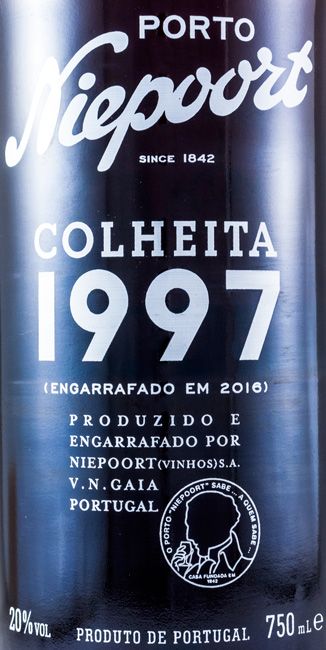 PORTO
Niepoort
SINCE 1842
COLHEITA
1997
(ENGARRAFADO EM 2016)
PRODUZIDO E
ENGARRAFADO POR
NIEPOORT (VINHOS) S.A.
V.N. GAIA
PORTUGAL
O PORTO "NIEPOORT" SABE ... A QUEM SABE ...
CASA FUNDADA EM
1842
20% VOL
PRODUTO DE PORTUGAL
750 mL e